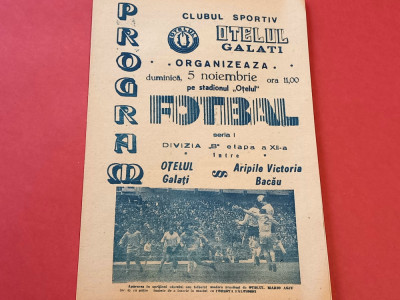 PROGRAM
CLUBUL SPORTIV
OȚELUL
GALAȚI
ORGANIZEAZA
duminică, 5 noiembrie ora 11,00
pe stadionul „Oțelul"
FOTBAL
seria I
DIVIZIA „B" etapa a XII-a
între
OȚELUL Aripile Victoria
Galați Bacău